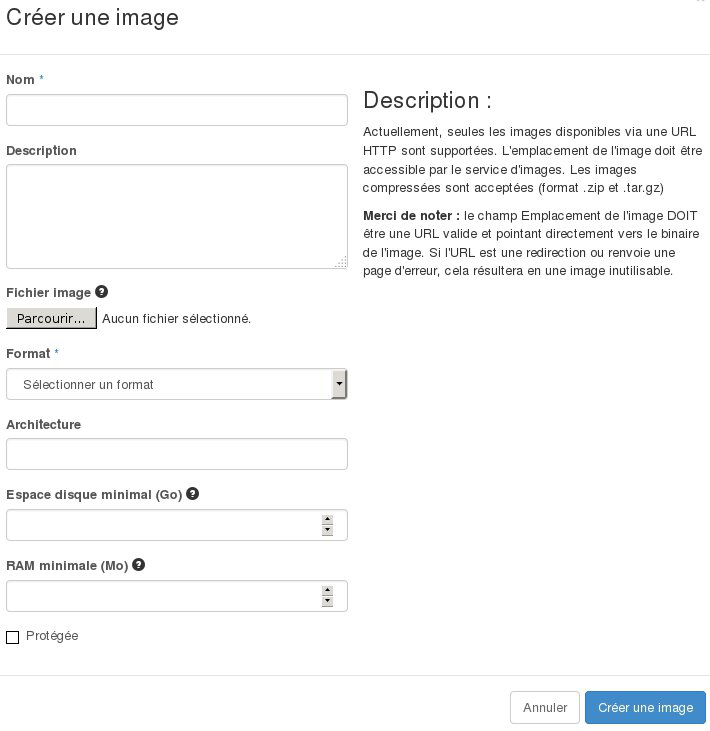 Créer une image
Nom *
Description
Fichier image ?
Parcourir... Aucun fichier sélectionné.
Format *
Sélectionner un format
Architecture
Espace disque minimal (Go) ?
RAM minimale (Mo) ?
Protégée
Description :
Actuellement, seules les images disponibles via une URL
HTTP sont supportées. L'emplacement de l'image doit être
accessible par le service d'images. Les images
compressées sont acceptées (format .zip et .tar.gz)
Merci de noter : le champ Emplacement de l'image DOIT
être une URL valide et pointant directement vers le binaire
de l'image. Si l'URL est une redirection ou renvoie une
page d'erreur, cela résultera en une image inutilisable.
Annuler
Créer une image